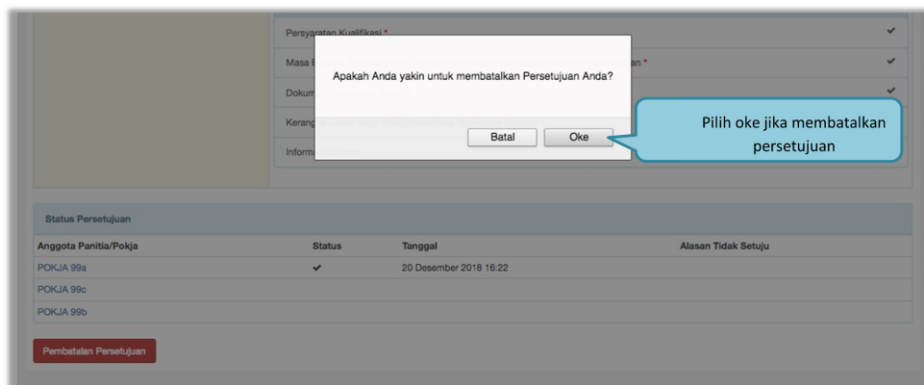 Persyaratan Kualifikasi *
Masa an *
Apakah Anda yakin untuk membatalkan Persetujuan Anda?
Dokum
Kerang
Batal Oke
Pilih oke jika membatalkan
persetujuan
Inform
Status Persetujuan
Anggota Panitia/Pokja Status Tanggal Alasan Tidak Setuju
POKJA 99a ✔ 20 Desember 2018 16:22
POKJA 99c
POKJA 99b
Pembatalan Persetujuan